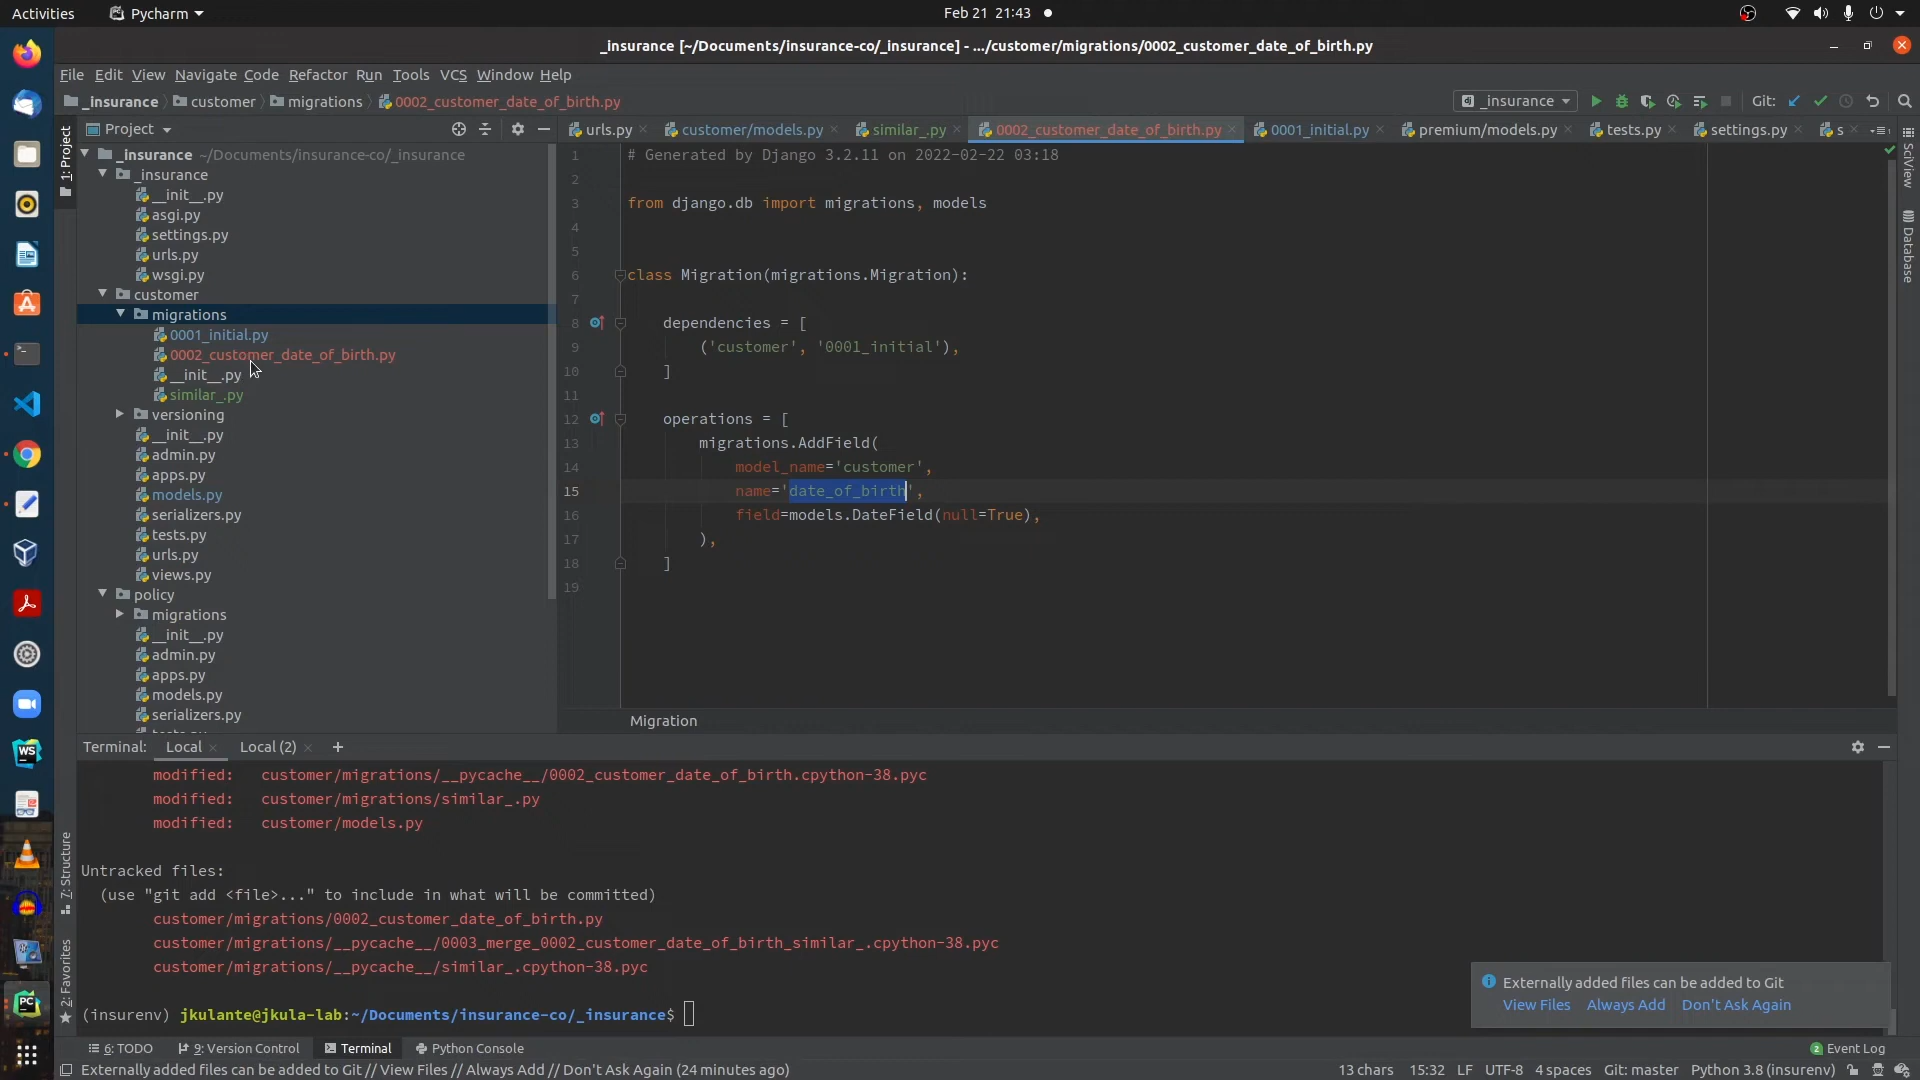 Activities
Pycharm
Feb 21 21:43
_insurance [~/Documents/insurance-co/_insurance] - .../customer/migrations/0002_customer_date_of_birth.py
File Edit View Navigate Code Refactor Run Tools VCS Window Help
_insurance customer migrations 0002_customer_date_of_birth.py
_insurance
Git:
Project
urls.py
customer/models.py
similar_.py
0002_customer_date_of_birth.py
0001_initial.py
premium/models.py
tests.py
settings.py
s
1: Project
_insurance ~/Documents/insurance-co/_insurance
_insurance
__init__.py
asgi.py
settings.py
urls.py
wsgi.py
customer
migrations
0001_initial.py
0002_customer_date_of_birth.py
__init__.py
similar_.py
versioning
__init__.py
admin.py
apps.py
models.py
serializers.py
tests.py
urls.py
views.py
policy
migrations
__init__.py
admin.py
apps.py
models.py
serializers.py
1 # Generated by Django 3.2.11 on 2022-02-22 03:18
2
3 from django.db import migrations, models
4
5
6 class Migration(migrations.Migration):
7
8 dependencies = [
9 ('customer', '0001_initial'),
10 ]
11
12 operations = [
13 migrations.AddField(
14 model_name='customer',
15 name='date_of_birth',
16 field=models.DateField(null=True),
17 ),
18 ]
19
Migration
SciView
Database
Terminal: Local Local (2) +
modified: customer/migrations/__pycache__/0002_customer_date_of_birth.cpython-38.pyc
modified: customer/migrations/similar_.py
modified: customer/models.py
Untracked files:
(use "git add <file>..." to include in what will be committed)
customer/migrations/0002_customer_date_of_birth.py
customer/migrations/__pycache__/0003_merge_0002_customer_date_of_birth_similar_.cpython-38.pyc
customer/migrations/__pycache__/similar_.cpython-38.pyc
(insurenv) jkulante@jkula-lab:~/Documents/insurance-co/_insurance$
7: Structure
2: Favorites
Externally added files can be added to Git
View Files Always Add Don't Ask Again
6: TODO
9: Version Control
Terminal
Python Console
2 Event Log
Externally added files can be added to Git // View Files // Always Add // Don't Ask Again (24 minutes ago)
13 chars 15:32 LF UTF-8 4 spaces Git: master Python 3.8 (insurenv)
WS
PC